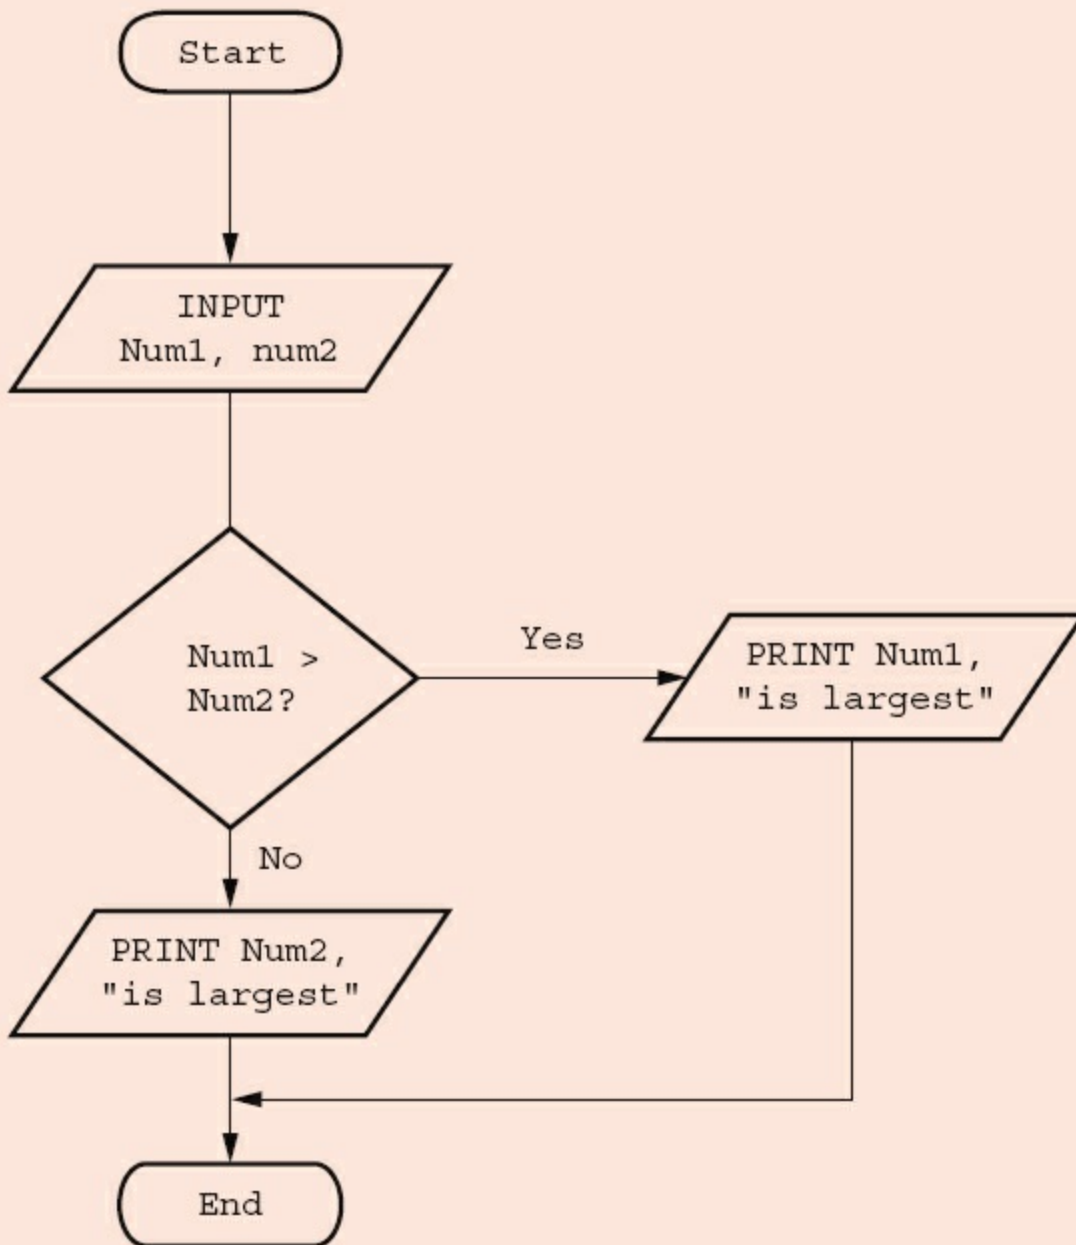 Start
INPUT
Num1, num2
Num1 >
Num2?
Yes
PRINT Num1,
"is largest"
No
PRINT Num2,
"is largest"
End